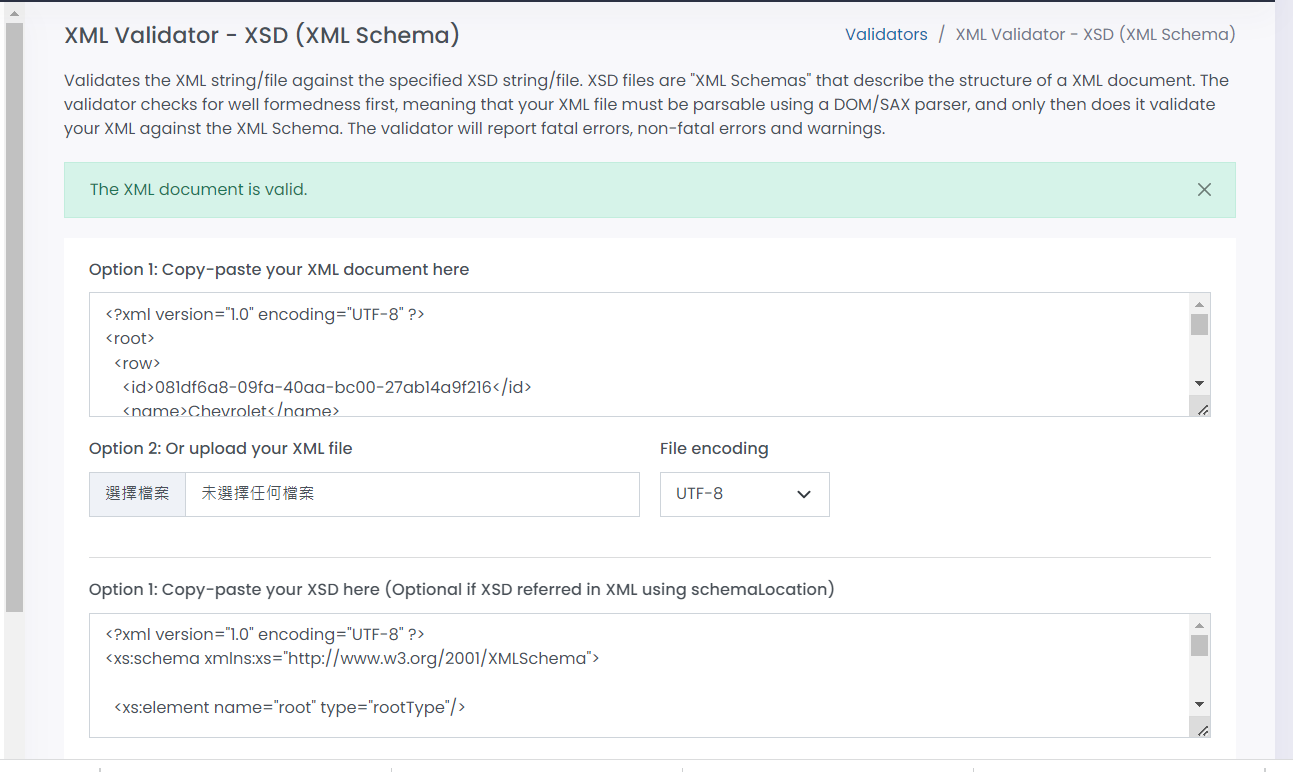 XML Validator - XSD (XML Schema)
Validators / XML Validator - XSD (XML Schema)
Validates the XML string/file against the specified XSD string/file. XSD files are "XML Schemas" that describe the structure of a XML document. The
validator checks for well formedness first, meaning that your XML file must be parsable using a DOM/SAX parser, and only then does it validate
your XML against the XML Schema. The validator will report fatal errors, non-fatal errors and warnings.
The XML document is valid.
Option 1: Copy-paste your XML document here
<?xml version="1.0" encoding="UTF-8" ?>
<root>
<row>
<id>081df6a8-09fa-40aa-bc00-27ab14a9f216</id>
<name>Chevrolet</name>
Option 2: Or upload your XML file
File encoding
選擇檔案 未選擇任何檔案
UTF-8
Option 1: Copy-paste your XSD here (Optional if XSD referred in XML using schemaLocation)
<?xml version="1.0" encoding="UTF-8" ?>
<xs:schema xmlns:xs="http://www.w3.org/2001/XMLSchema">
<xs:element name="root" type="rootType"/>